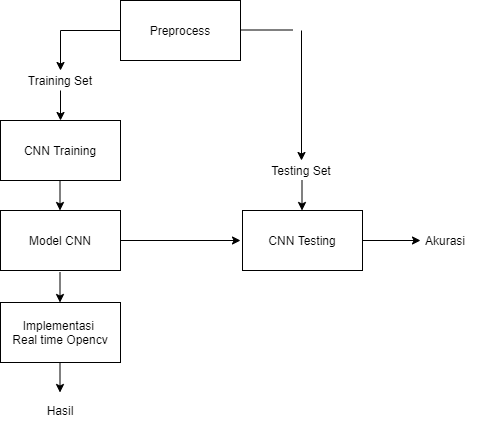 Preprocess
Training Set
CNN Training
Testing Set
Model CNN
CNN Testing
Akurasi
Implementasi
Real time Opencv
Hasil